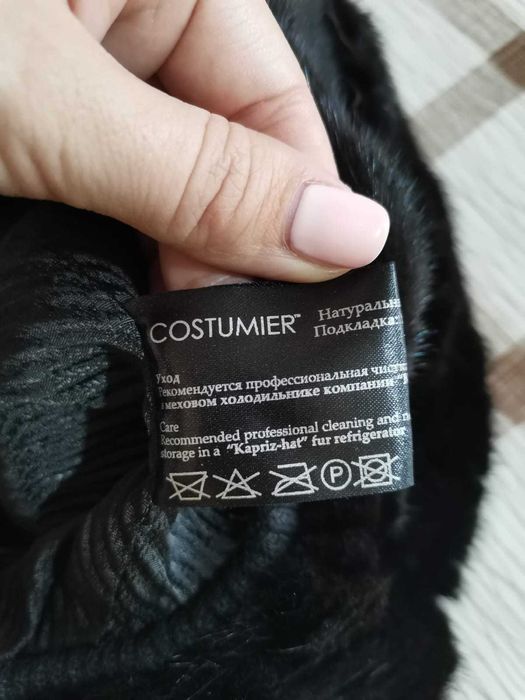 COSTUMIER™
Натуральн
Подкладка:
Уход
Рекомендуется профессиональная чистк
в меховом холодильнике компании
Care
Recommended professional cleaning and
storage in a "Kapriz-hat" fur refrigerator
P